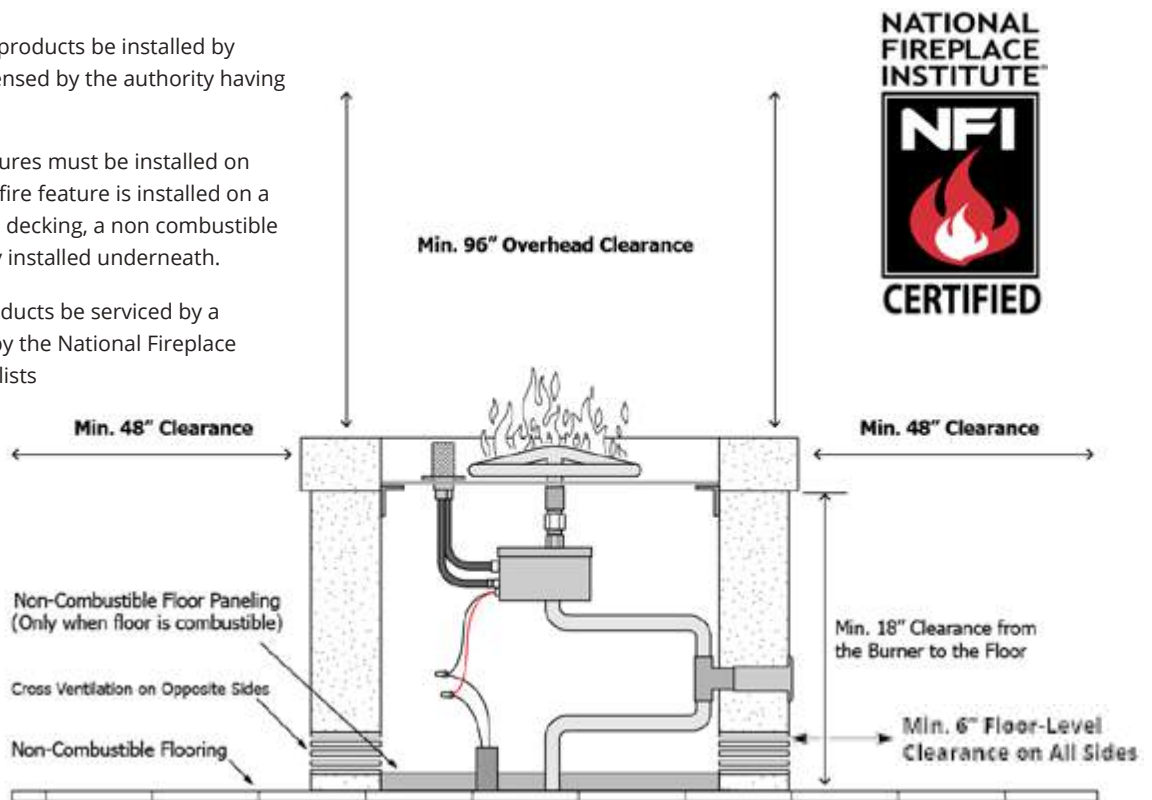 products be installed by
ensed by the authority having
ures must be installed on
fire feature is installed on a
decking, a non combustible
installed underneath.
ducts be serviced by a
by the National Fireplace
lists
NATIONAL
FIREPLACE
INSTITUTE
NFI
CERTIFIED
Min. 96" Overhead Clearance
Min. 48" Clearance
Min. 48" Clearance
Non-Combustible Floor Paneling
(Only when floor is combustible)
Cross Ventilation on Opposite Sides
Non-Combustible Flooring
Min. 18" Clearance from
the Burner to the Floor
Min. 6" Floor-Level
Clearance on All Sides